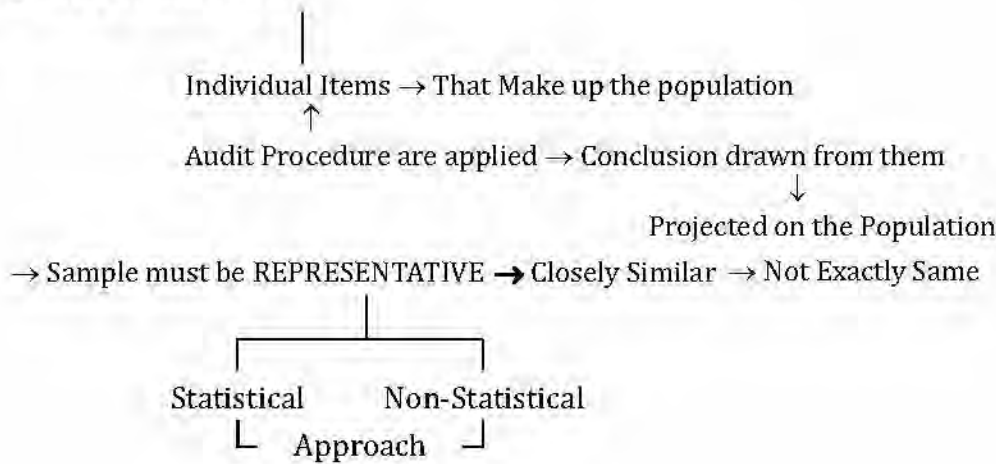 Individual Items → That Make up the population
↑
Audit Procedure are applied → Conclusion drawn from them
↓
Projected on the Population
→ Sample must be REPRESENTATIVE → Closely Similar → Not Exactly Same
Statistical Non-Statistical
Approach